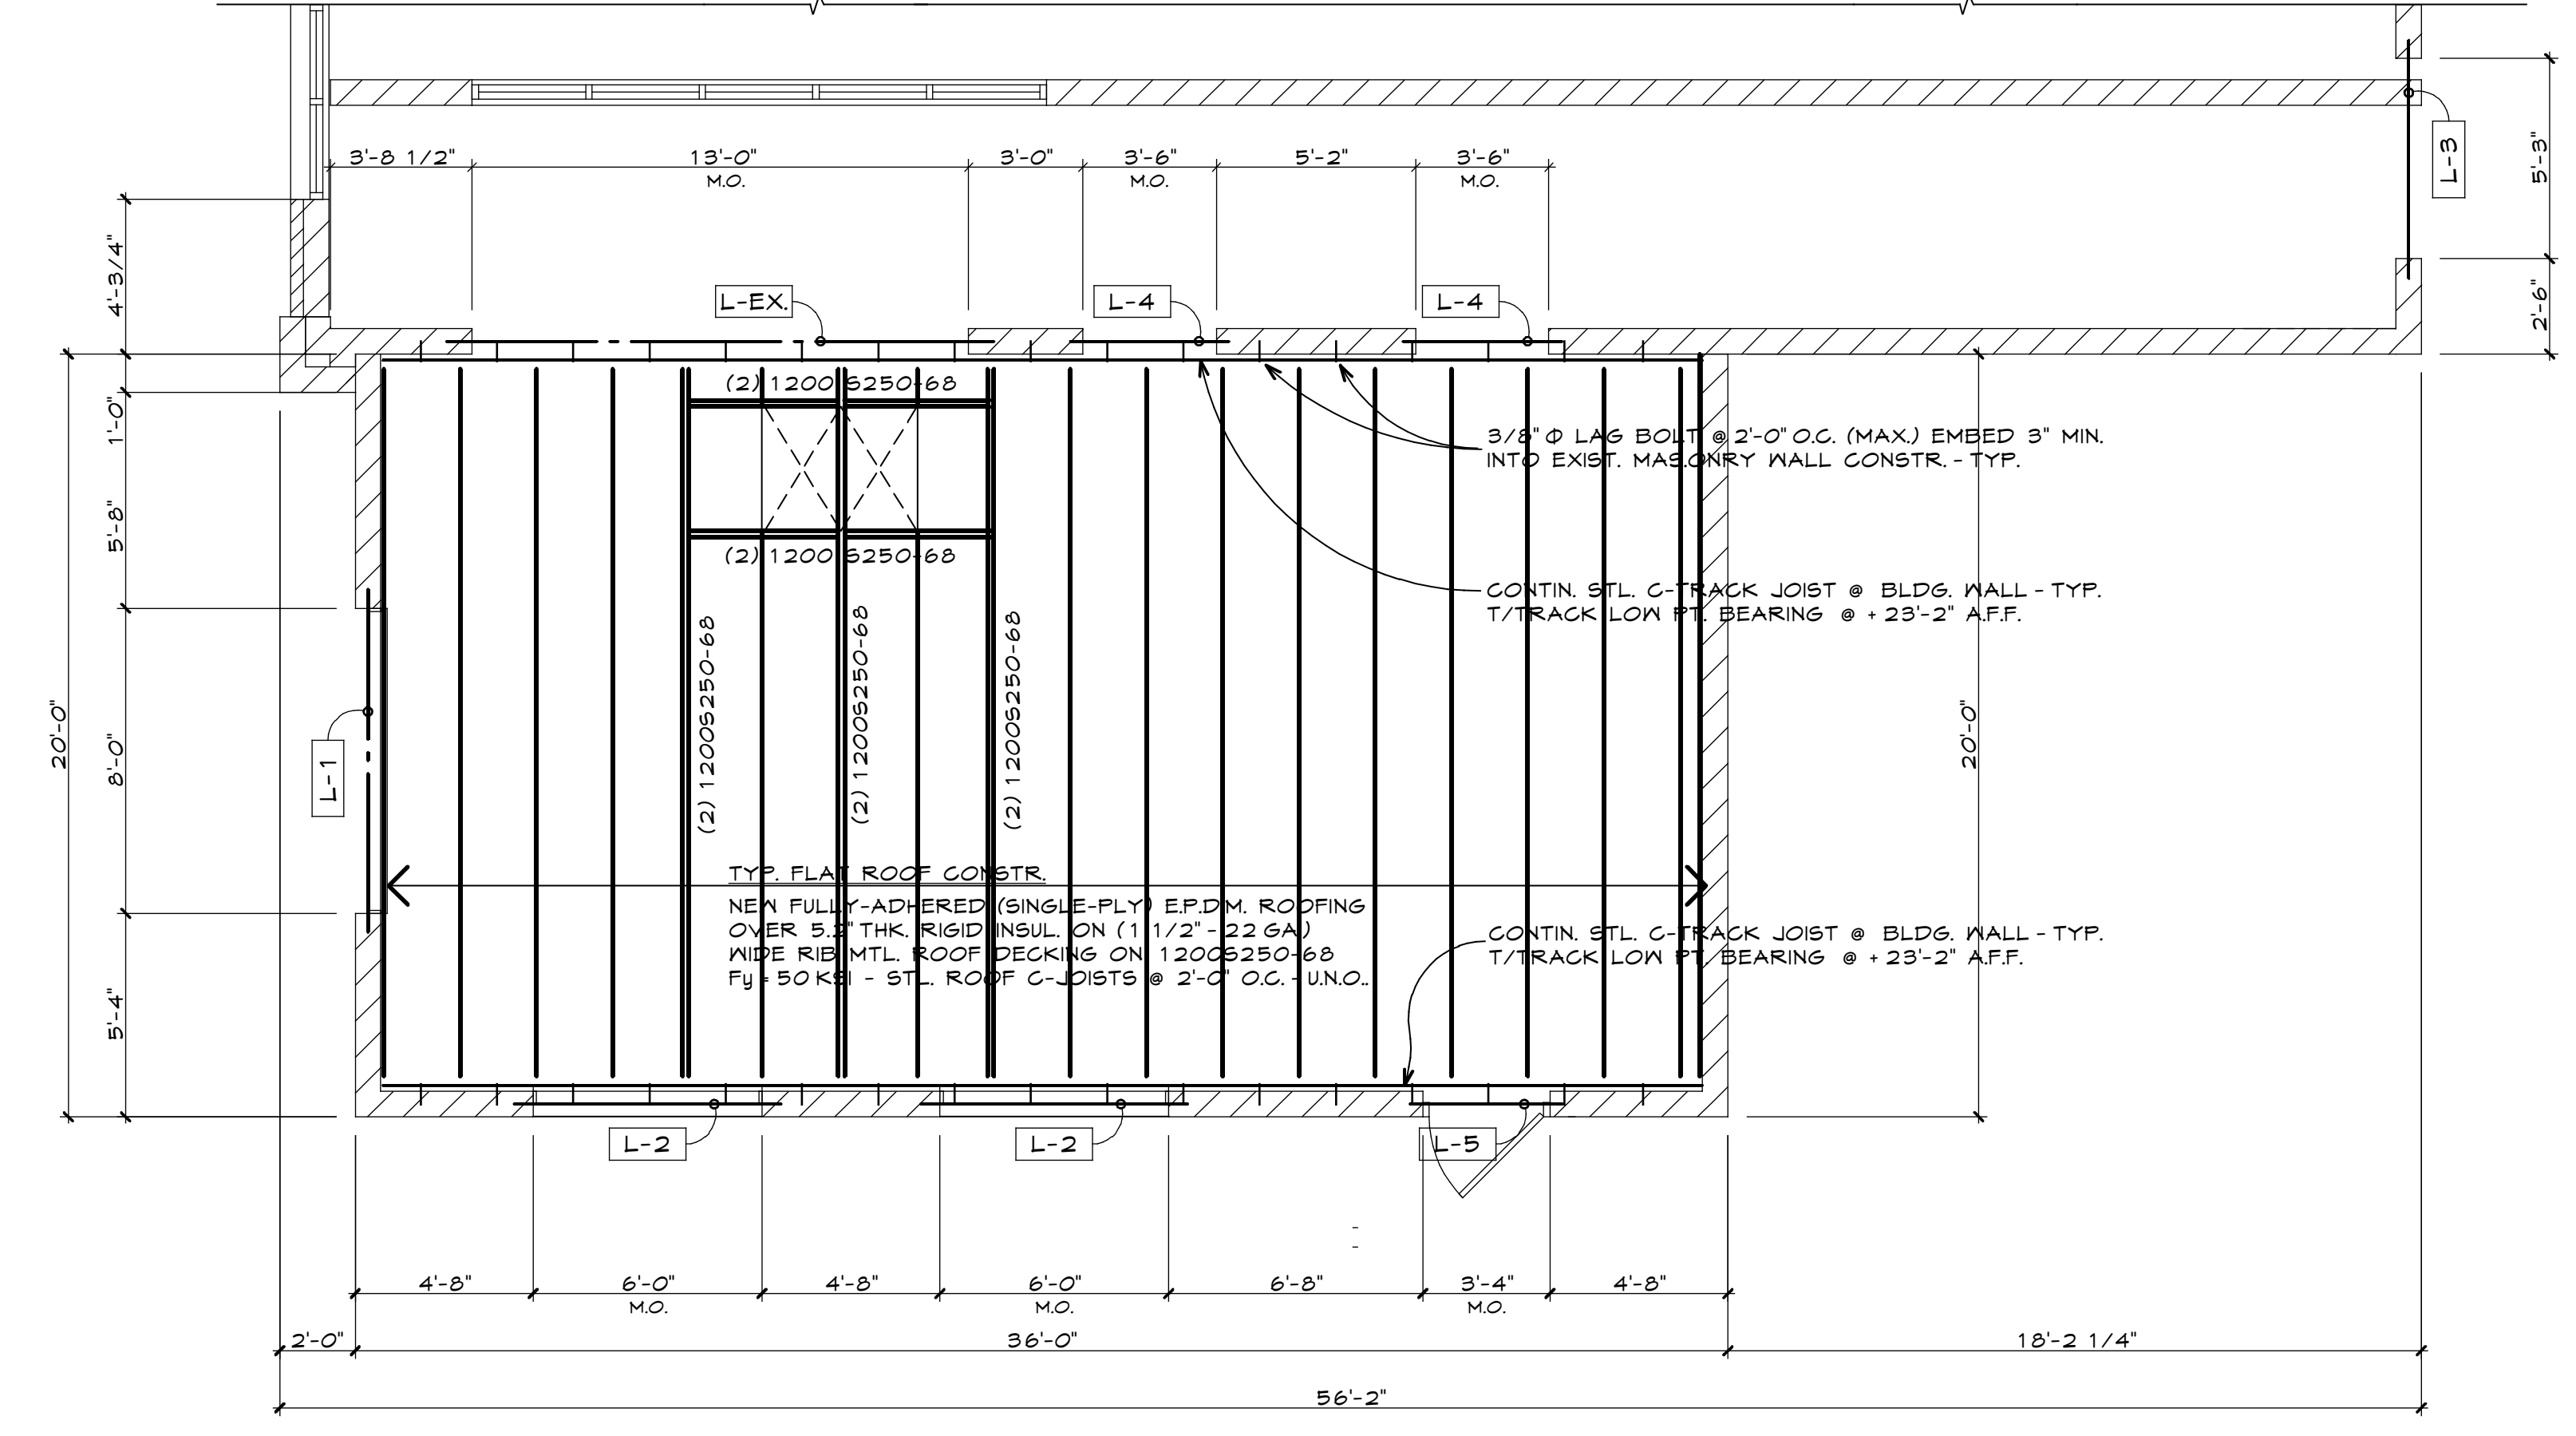 3'-8 1/2"
13'-0"
M.O.
3'-0"
3'-6"
M.O.
5'-2"
3'-6"
M.O.
L-3
5'-3"
2'-6"
4'-3/4"
L-EX.
L-4
L-4
(2) 1200 S250-68
1'-0"
5'-8"
3/8" Φ LAG BOLT @ 2'-0" O.C. (MAX.) EMBED 3" MIN.
INTO EXIST. MASONRY WALL CONSTR. - TYP.
(2) 1200 S250-68
CONTIN. STL. C-TRACK JOIST @ BLDG. WALL - TYP.
T/TRACK LOW PT. BEARING @ + 23'-2" A.F.F.
(2) 1200S250-68
(2) 1200S250-68
(2) 1200S250-68
20'-0"
8'-0"
L-1
20'-0"
TYP. FLAT ROOF CONSTR.
NEW FULLY-ADHERED (SINGLE-PLY) E.P.D.M. ROOFING
OVER 5.2" THK. RIGID INSUL. ON (1 1/2" - 22 GA.)
WIDE RIB MTL. ROOF DECKING ON 1200S250-68
Fy = 50 KSI - STL. ROOF C-JOISTS @ 2'-0" O.C. - U.N.O..
CONTIN. STL. C-TRACK JOIST @ BLDG. WALL - TYP.
T/TRACK LOW PT. BEARING @ + 23'-2" A.F.F.
5'-4"
L-2
L-2
L-5
4'-8"
6'-0"
M.O.
4'-8"
6'-0"
M.O.
6'-8"
3'-4"
M.O.
4'-8"
2'-0"
36'-0"
18'-2 1/4"
56'-2"